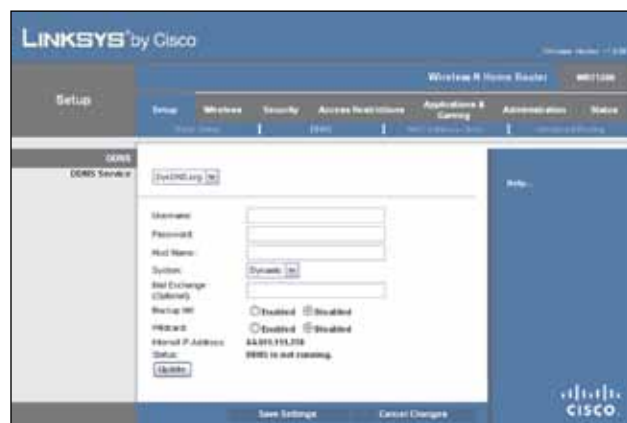 LINKSYS by Cisco
Wireless-N Home Router
Setup
Setup Wireless Security Access Restrictions Applications & Gaming Administration Status
Basic Setup DDNS
DDNS
DDNS Service
DynDNS.org
Help...
Username:
Password:
Host Name:
System: Dynamic
Mail Exchange (Optional):
Backup MX: Enabled Disabled
Wildcard: Enabled Disabled
Internet IP Address:
Status: DDNS is not running.
Update
Save Settings Cancel Changes
CISCO